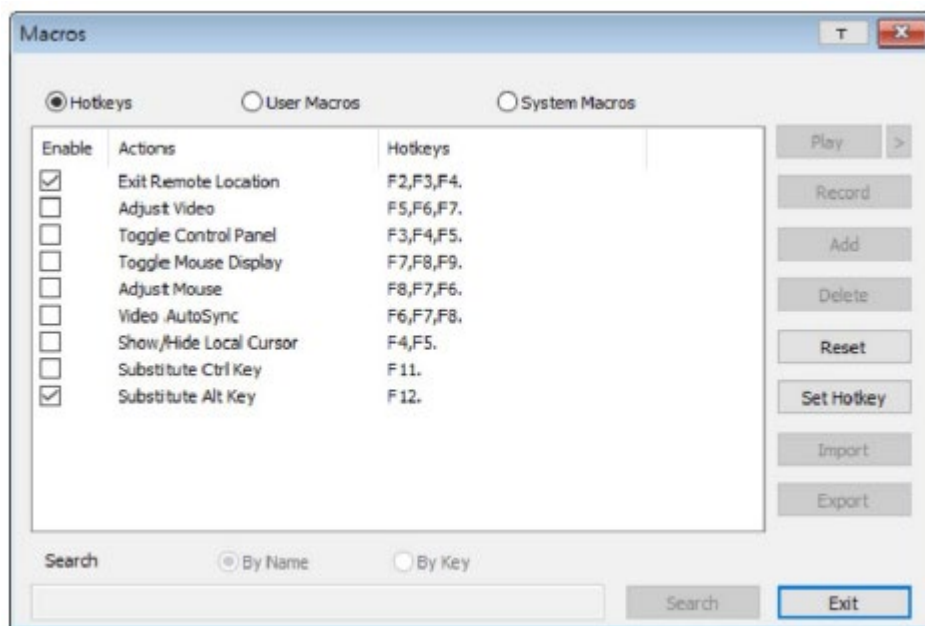 Macros T
Hotkeys User Macros System Macros
Enable Actions Hotkeys
Exit Remote Location F2,F3,F4.
Adjust Video F5,F6,F7.
Toggle Control Panel F3,F4,F5.
Toggle Mouse Display F7,F8,F9.
Adjust Mouse F8,F7,F6.
Video AutoSync F6,F7,F8.
Show/Hide Local Cursor F4,F5.
Substitute Ctrl Key F11.
Substitute Alt Key F12.
Play >
Record
Add
Delete
Reset
Set Hotkey
Import
Export
Search By Name By Key
Search Exit